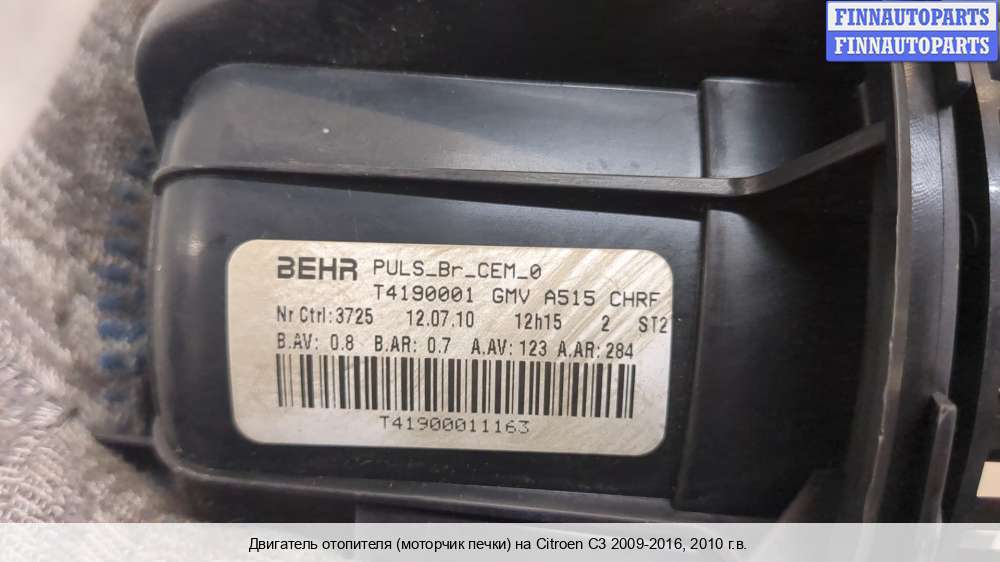 FINNAUTOPARTS
FINNAUTOPARTS
BEHR PULS_Br_CEM_0
T4190001 GMV A515 CHRF
Nr Ctrl:3725 12.07.10 12h15 2 ST2
B.AV: 0.8 B.AR: 0.7 A.AV: 123 A.AR: 284
T41900011163
Двигатель отопителя (моторчик печки) на Citroen C3 2009-2016, 2010 г.в.